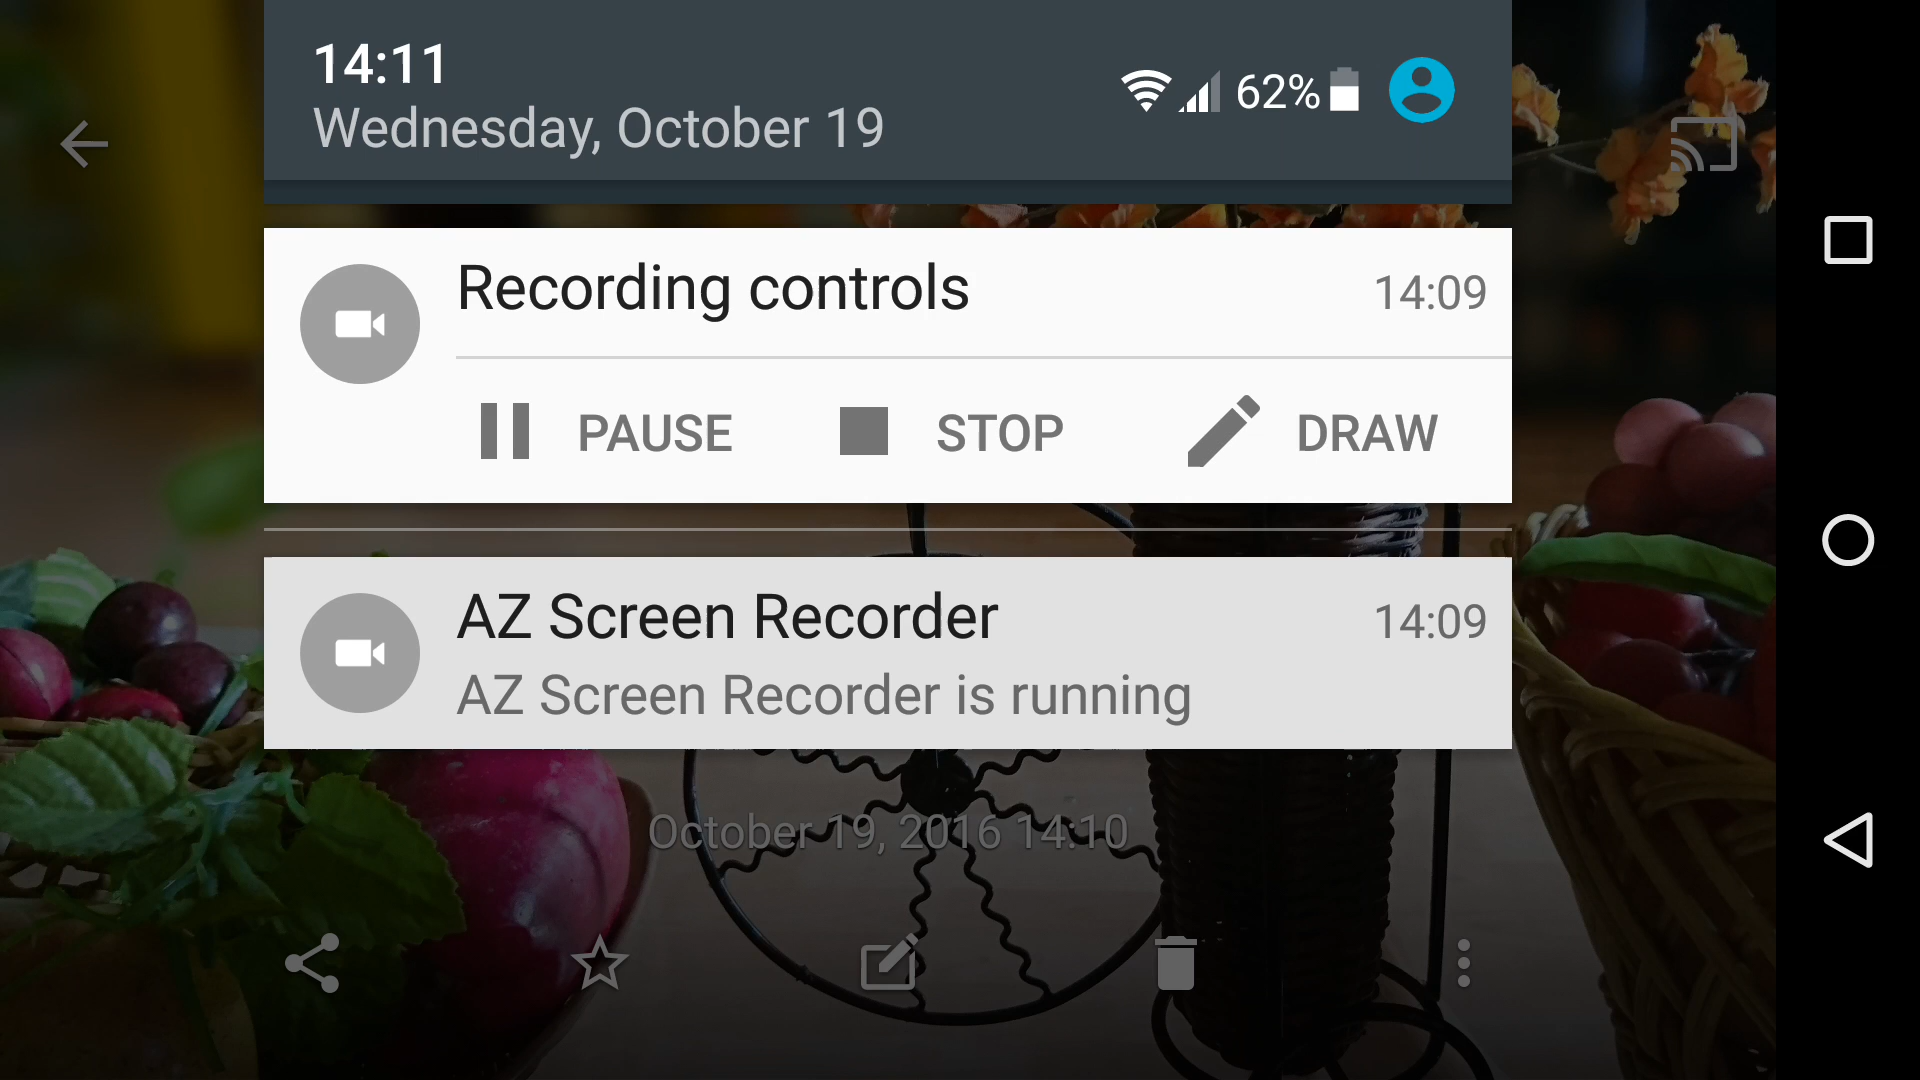 14:11
62%
Wednesday, October 19
Recording controls
14:09
PAUSE
STOP
DRAW
AZ Screen Recorder
14:09
AZ Screen Recorder is running
October 19, 2016 14:10